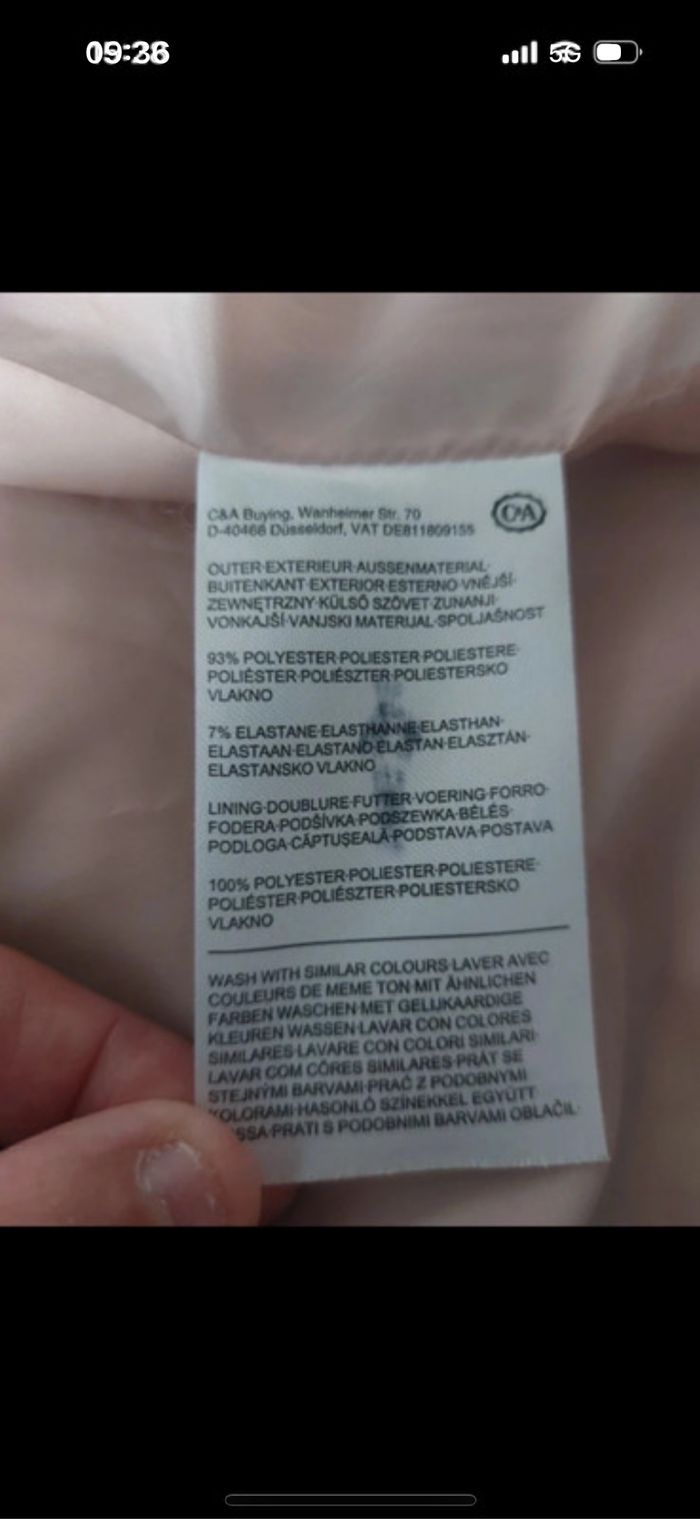 09:36
5G
C&A Buying, Wanheimer Str. 70
D-40468 Düsseldorf, VAT DE811809155
C&A
OUTER·EXTERIEUR·AUSSENMATERIAL·
BUITENKANT·EXTERIOR·ESTERNO·VNĚJŠÍ·
ZEWNĘTRZNY·KÜLSŐ SZÖVET·ZUNANJI·
VONKAJŠÍ·VANJSKI MATERIJAL·SPOLJAŠNOST
93% POLYESTER·POLIESTER·POLIESTERE·
POLIÉSTER·POLIÉSZTER·POLIESTERSKO
VLAKNO
7% ELASTANE·ELASTHANNE·ELASTHAN·
ELASTAAN·ELASTANO·ELASTAN·ELASZTÁN·
ELASTANSKO VLAKNO
LINING·DOUBLURE·FUTTER·VOERING·FORRO·
FODERA·PODŠÍVKA·PODSZEWKA·BÉLÉS·
PODLOGA·CĂPTUŞEALĂ·PODSTAVA·POSTAVA
100% POLYESTER·POLIESTER·POLIESTERE·
POLIÉSTER·POLIÉSZTER·POLIESTERSKO
VLAKNO
WASH WITH SIMILAR COLOURS·LAVER AVEC
COULEURS DE MEME TON·MIT ÄHNLICHEN
FARBEN WASCHEN·MET GELIJKAARDIGE
KLEUREN WASSEN·LAVAR CON COLORES
SIMILARES·LAVARE CON COLORI SIMILARI·
LAVAR COM CÔRES SIMILARES·PRÁT SE
STEJNÝMI BARVAMI·PRAĆ Z PODOBNYMI
KOLORAMI·HASONLÓ SZÍNEKKEL EGYÜTT
SSA·PRATI S PODOBNIMI BARVAMI OBLAČIL·